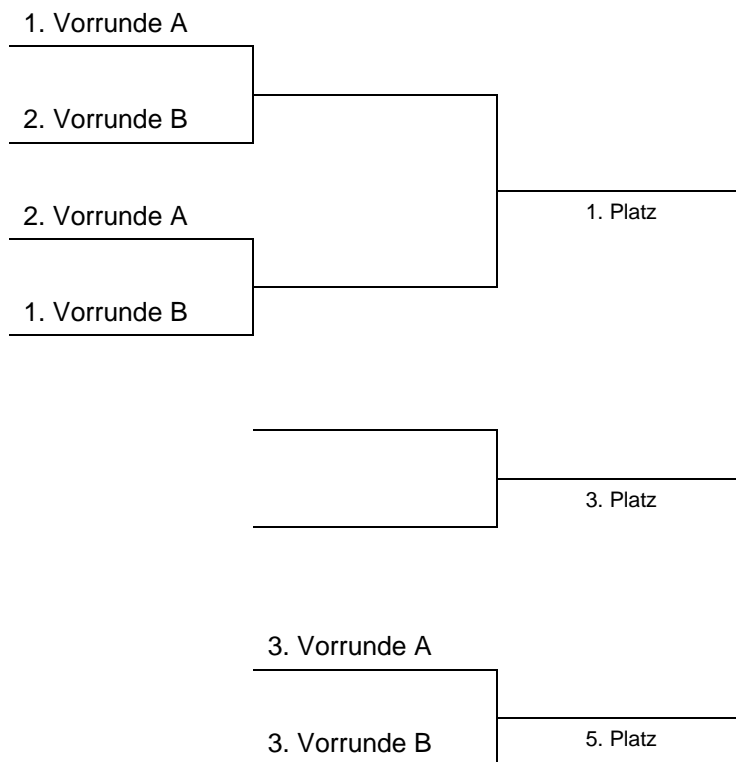 1. Vorrunde A
2. Vorrunde B
2. Vorrunde A
1. Platz
1. Vorrunde B
3. Platz
3. Vorrunde A
3. Vorrunde B
5. Platz